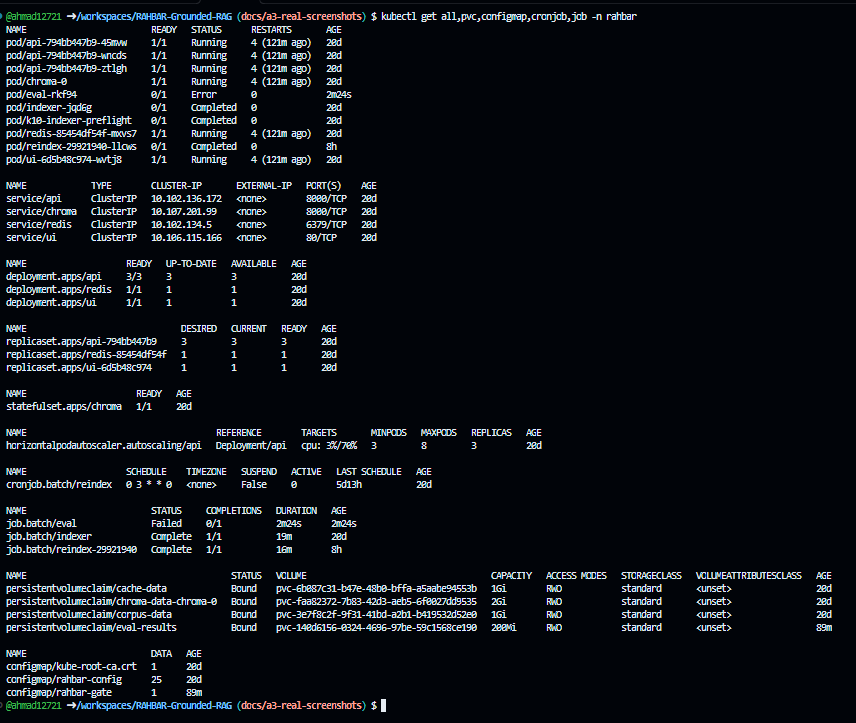 @ahmad12721 →/workspaces/RAHBAR-Grounded-RAG (docs/a3-real-screenshots) $ kubectl get all,pvc,configmap,cronjob,job -n rahbar
NAME READY STATUS RESTARTS AGE
pod/api-794bb447b9-45mvw 1/1 Running 4 (121m ago) 20d
pod/api-794bb447b9-wncds 1/1 Running 4 (121m ago) 20d
pod/api-794bb447b9-ztlgh 1/1 Running 4 (121m ago) 20d
pod/chroma-0 1/1 Running 4 (121m ago) 20d
pod/eval-rkf94 0/1 Error 0 2m24s
pod/indexer-jqd6g 0/1 Completed 0 20d
pod/k10-indexer-preflight 0/1 Completed 0 20d
pod/redis-85454df54f-mxvs7 1/1 Running 4 (121m ago) 20d
pod/reindex-29921940-llcws 0/1 Completed 0 8h
pod/ui-6d5b48c974-wvtj8 1/1 Running 4 (121m ago) 20d
NAME TYPE CLUSTER-IP EXTERNAL-IP PORT(S) AGE
service/api ClusterIP 10.102.136.172 <none> 8000/TCP 20d
service/chroma ClusterIP 10.107.201.99 <none> 8000/TCP 20d
service/redis ClusterIP 10.102.134.5 <none> 6379/TCP 20d
service/ui ClusterIP 10.106.115.166 <none> 80/TCP 20d
NAME READY UP-TO-DATE AVAILABLE AGE
deployment.apps/api 3/3 3 3 20d
deployment.apps/redis 1/1 1 1 20d
deployment.apps/ui 1/1 1 1 20d
NAME DESIRED CURRENT READY AGE
replicaset.apps/api-794bb447b9 3 3 3 20d
replicaset.apps/redis-85454df54f 1 1 1 20d
replicaset.apps/ui-6d5b48c974 1 1 1 20d
NAME READY AGE
statefulset.apps/chroma 1/1 20d
NAME REFERENCE TARGETS MINPODS MAXPODS REPLICAS AGE
horizontalpodautoscaler.autoscaling/api Deployment/api cpu: 3%/70% 3 8 3 20d
NAME SCHEDULE TIMEZONE SUSPEND ACTIVE LAST SCHEDULE AGE
cronjob.batch/reindex 0 3 * * 0 <none> False 0 5d13h 20d
NAME STATUS COMPLETIONS DURATION AGE
job.batch/eval Failed 0/1 2m24s 2m24s
job.batch/indexer Complete 1/1 19m 20d
job.batch/reindex-29921940 Complete 1/1 16m 8h
NAME STATUS VOLUME CAPACITY ACCESS MODES STORAGECLASS VOLUMEATTRIBUTESCLASS AGE
persistentvolumeclaim/cache-data Bound pvc-6b087c31-b47e-48b0-bffa-a5aabe94553b 1Gi RWO standard <unset> 20d
persistentvolumeclaim/chroma-data-chroma-0 Bound pvc-faa82372-7b83-42d3-aeb5-6f0027dd9535 2Gi RWO standard <unset> 20d
persistentvolumeclaim/corpus-data Bound pvc-3e7f8c2f-9f31-41bd-a2b1-b419532d52e0 1Gi RWO standard <unset> 20d
persistentvolumeclaim/eval-results Bound pvc-140d6156-0324-4696-97be-59c1568ce190 200Mi RWO standard <unset> 89m
NAME DATA AGE
configmap/kube-root-ca.crt 1 20d
configmap/rahbar-config 25 20d
configmap/rahbar-gate 1 89m
@ahmad12721 →/workspaces/RAHBAR-Grounded-RAG (docs/a3-real-screenshots) $